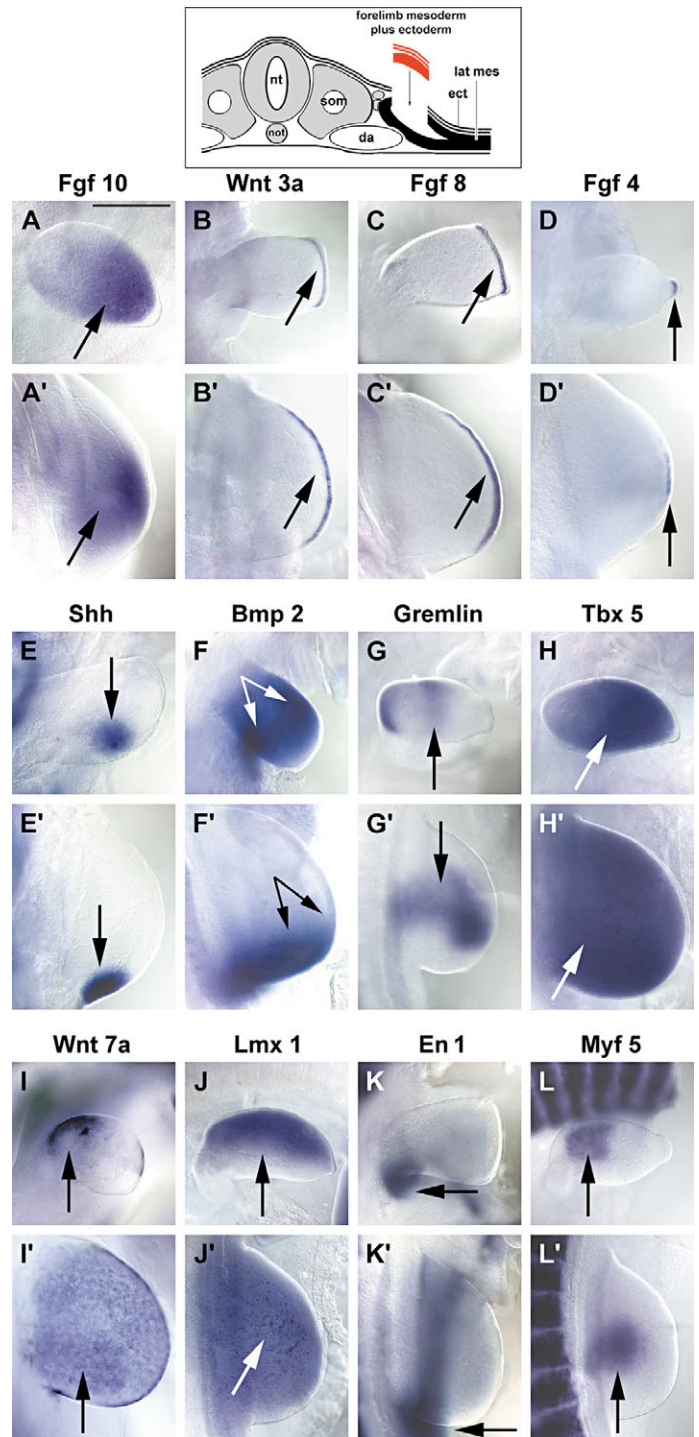 forelimb mesoderm
plus ectoderm
nt
som
not
da
lat mes
ect
Fgf 10
Wnt 3a
Fgf 8
Fgf 4
A
B
C
D
A'
B'
C'
D'
Shh
Bmp 2
Gremlin
Tbx 5
E
F
G
H
E'
F'
G'
H'
Wnt 7a
Lmx 1
En 1
Myf 5
I
J
K
L
I'
J'
K'
L'